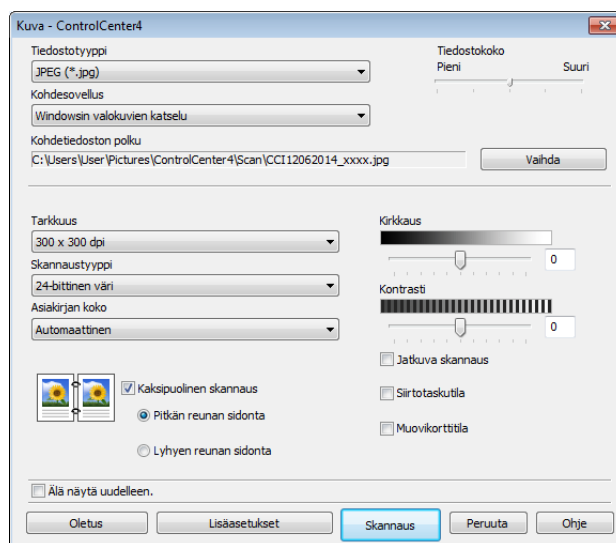 Kuva - ControlCenter4
Tiedostotyyppi
JPEG (*.jpg)
Tiedostokoko
Pieni Suuri
Kohdesovellus
Windowsin valokuvien katselu
Kohdetiedoston polku
C:\Users\User\Pictures\ControlCenter4\Scan\CCI12062014_xxxx.jpg
Vaihda
Tarkkuus
300 x 300 dpi
Skannaustyyppi
24-bittinen väri
Asiakirjan koko
Automaattinen
Kirkkaus
0
Kontrasti
0
Kaksipuolinen skannaus
Pitkän reunan sidonta
Lyhyen reunan sidonta
Jatkuva skannaus
Siirtotaskutila
Muovikorttitila
Älä näytä uudelleen.
Oletus Lisäasetukset Skannaus Peruuta Ohje